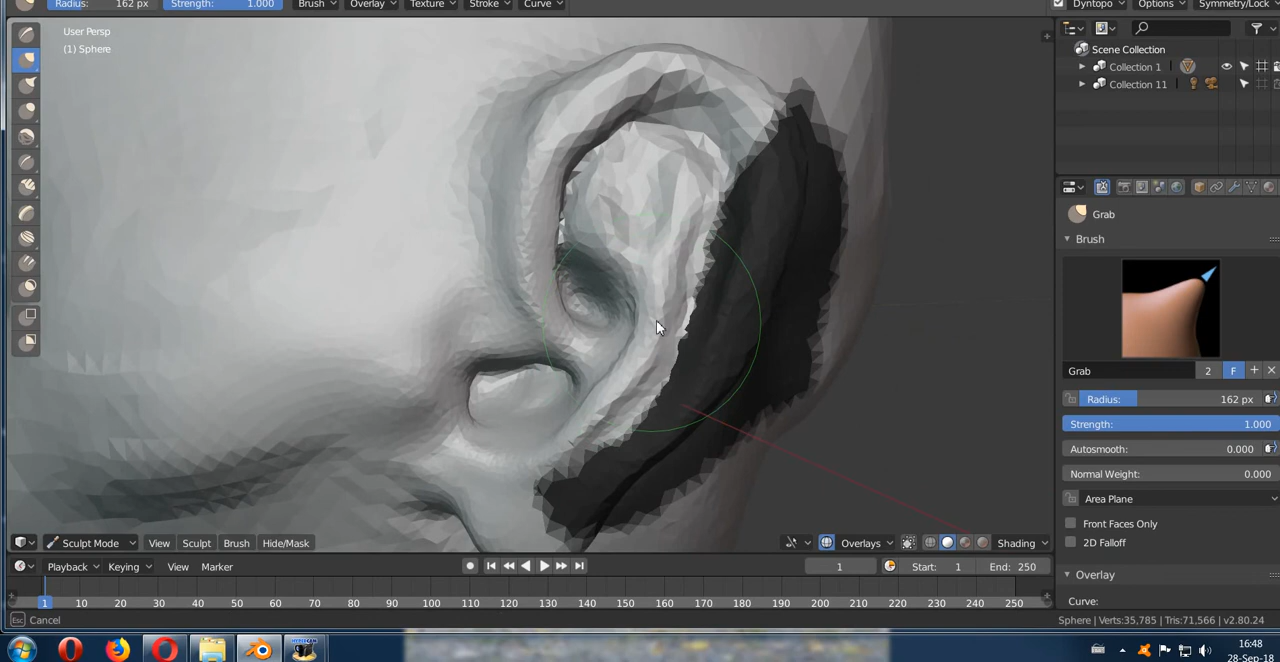 Radius: 162 px Strength: 1.000 Brush Overlay Texture Stroke Curve Dyntopo Options Symmetry/Lock
User Persp
(1) Sphere
Scene Collection
Collection 1
Collection 11
Grab
Brush
Grab 2 F
Radius: 162 px
Strength: 1.000
Autosmooth: 0.000
Normal Weight: 0.000
Area Plane
Front Faces Only
2D Falloff
Overlay
Curve:
Sculpt Mode View Sculpt Brush Hide/Mask Overlays Shading
Playback Keying View Marker 1 Start: 1 End: 250
1 10 20 30 40 50 60 70 80 90 100 110 120 130 140 150 160 170 180 190 200 210 220 230 240 250
Esc Cancel Sphere | Verts:35,785 | Tris:71,566 | v2.80.24
16:48
28-Sep-18